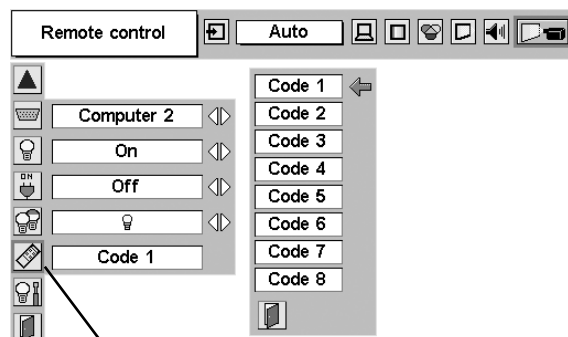 Remote control
Auto
Computer 2
On
ON
Off
Code 1
Code 1
Code 2
Code 3
Code 4
Code 5
Code 6
Code 7
Code 8